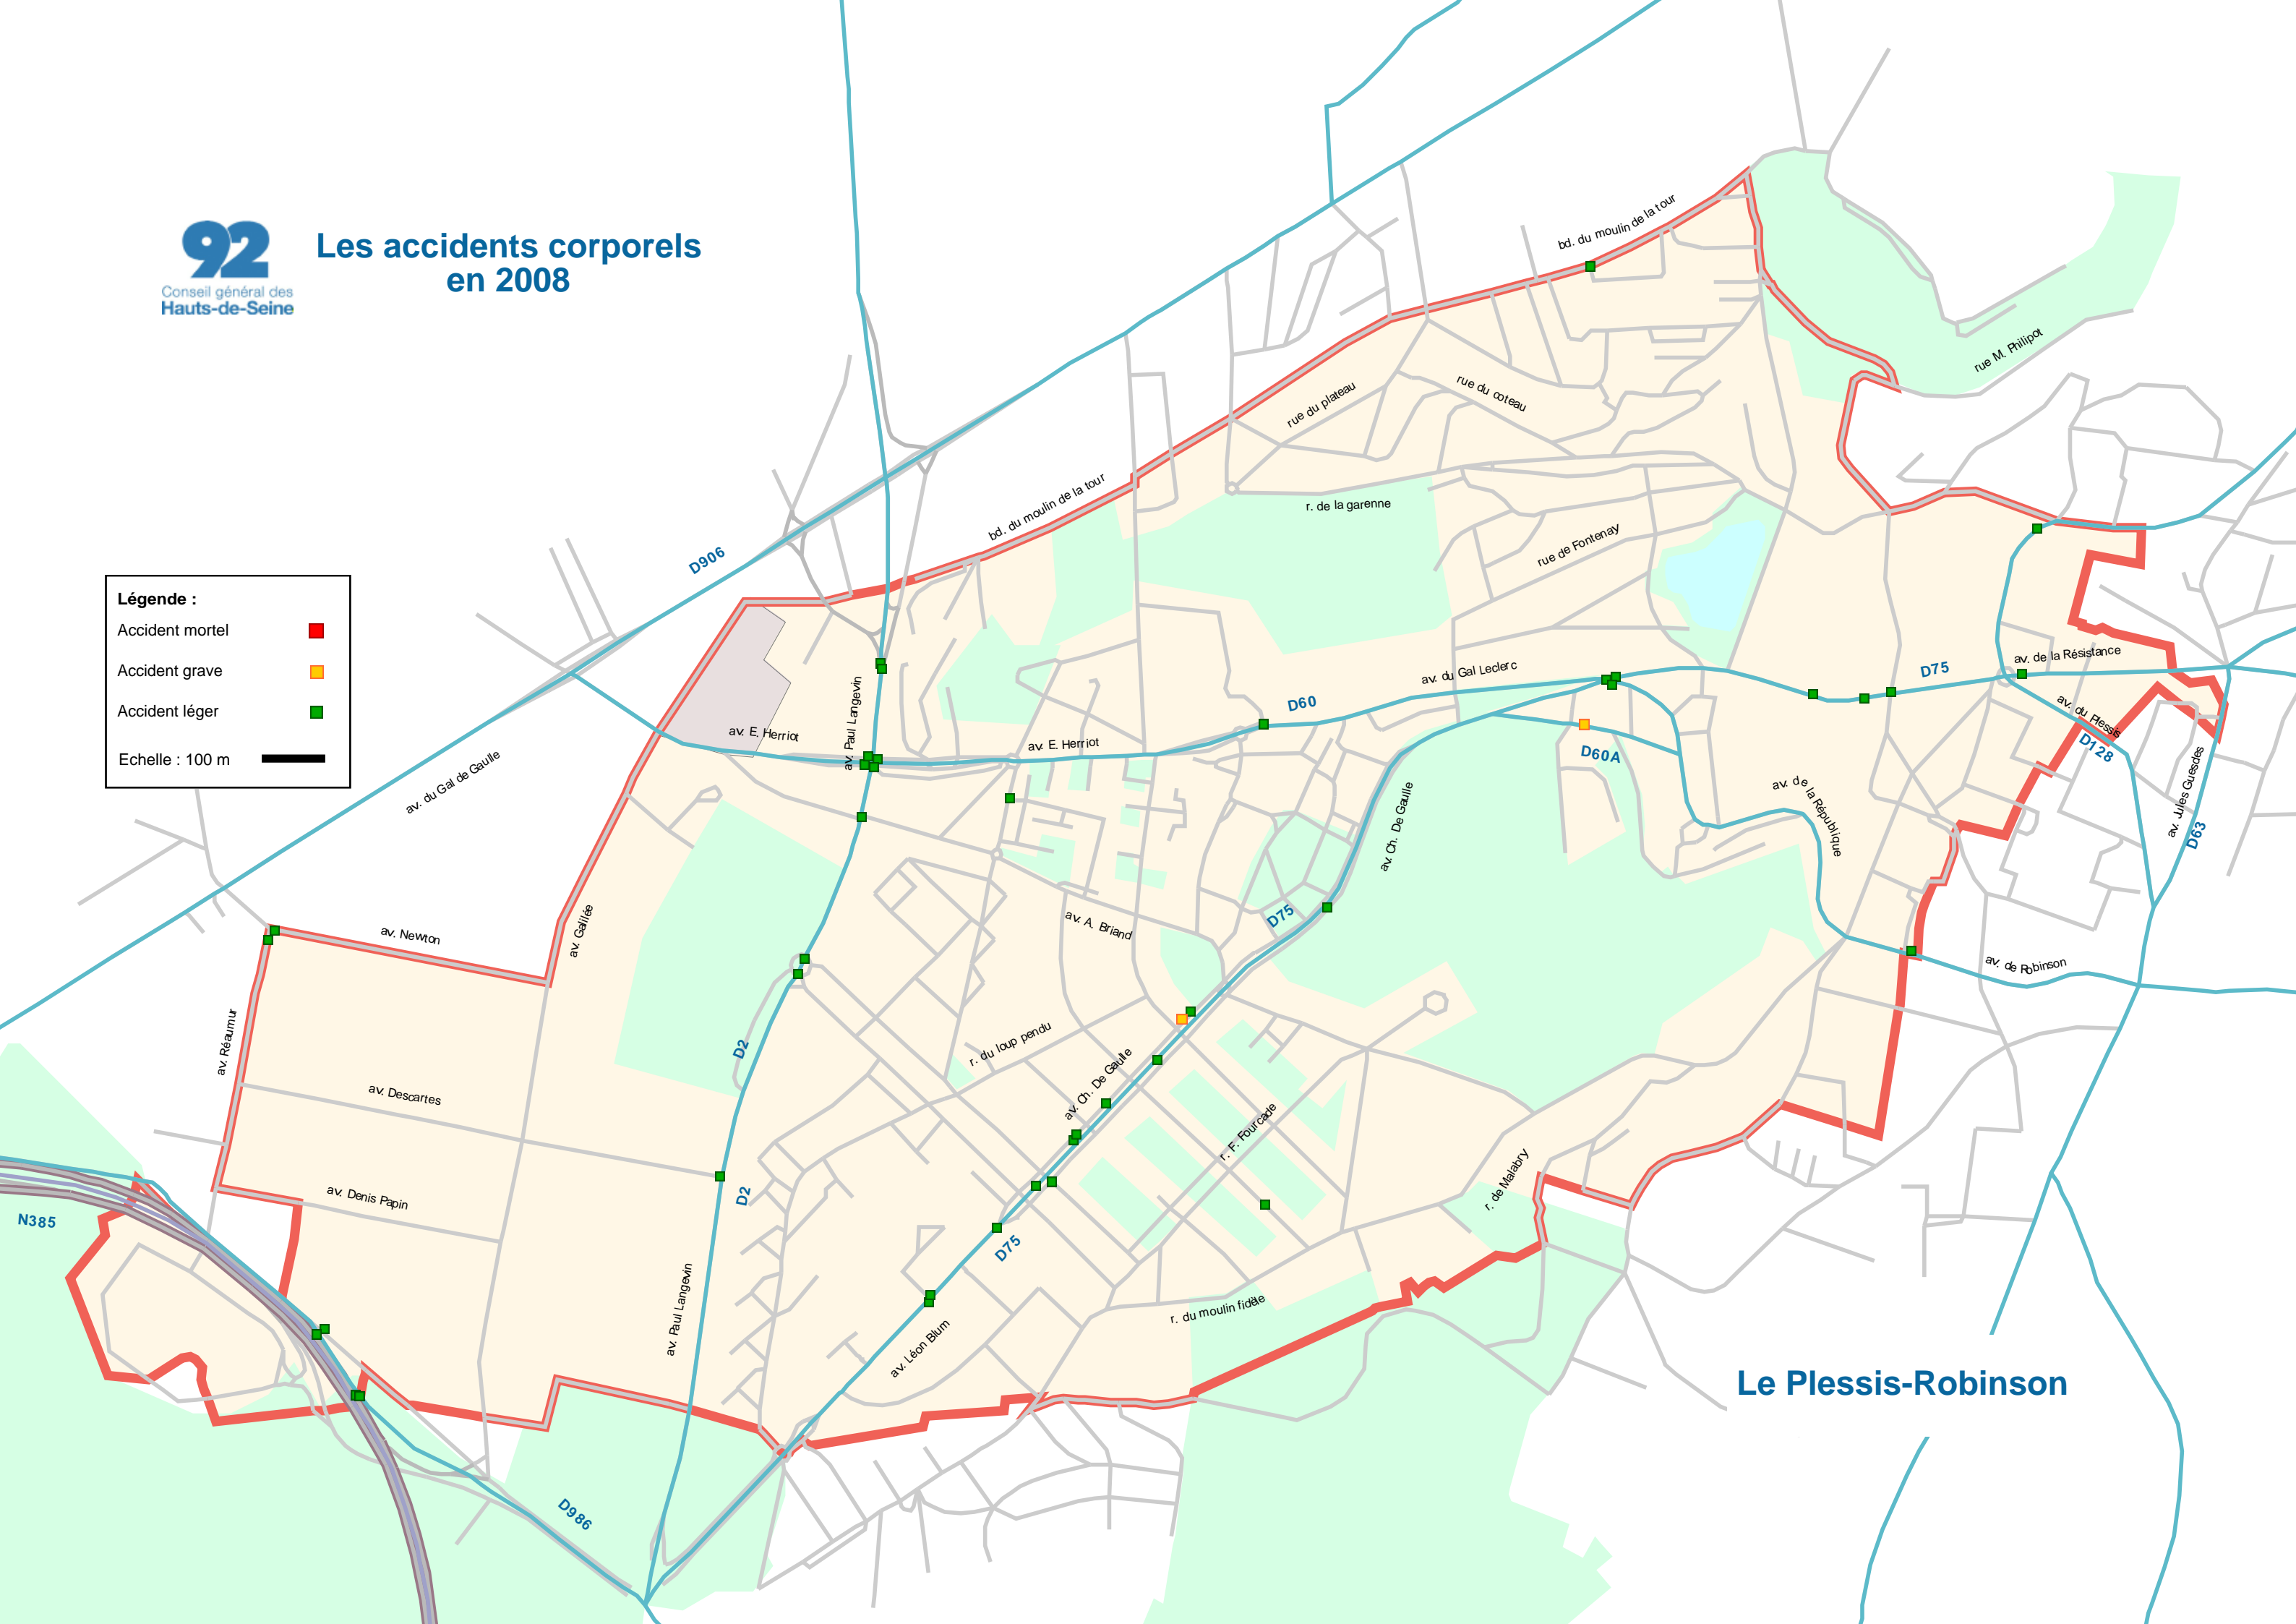 92
Conseil général des
Hauts-de-Seine
Les accidents corporels
en 2008
bd. du moulin de la tour
rue M. Philipot
rue du plateau
rue du coteau
bd. du moulin de la tour
r. de la garenne
rue de Fontenay
D906
Légende :
Accident mortel
Accident grave
Accident léger
Echelle : 100 m
av. du Gal de Gaulle
av. E. Herriot
av. Paul Langevin
av. E. Herriot
D60
av. du Gal Leclerc
D60A
D75
av. de la Résistance
av. du Plessis
D128
av. Jules Guesdes
D63
av. de la République
av. Ch. De Gaulle
D75
av. A. Briand
av. de Robinson
av. Newton
av. Galilée
av. Réaumur
av. Descartes
D2
r. du loup pendu
av. Ch. De Gaulle
r. F. Fourcade
r. de Malabry
av. Denis Papin
N385
D2
D75
av. Paul Langevin
r. du moulin fidèle
av. Léon Blum
Le Plessis-Robinson
D986